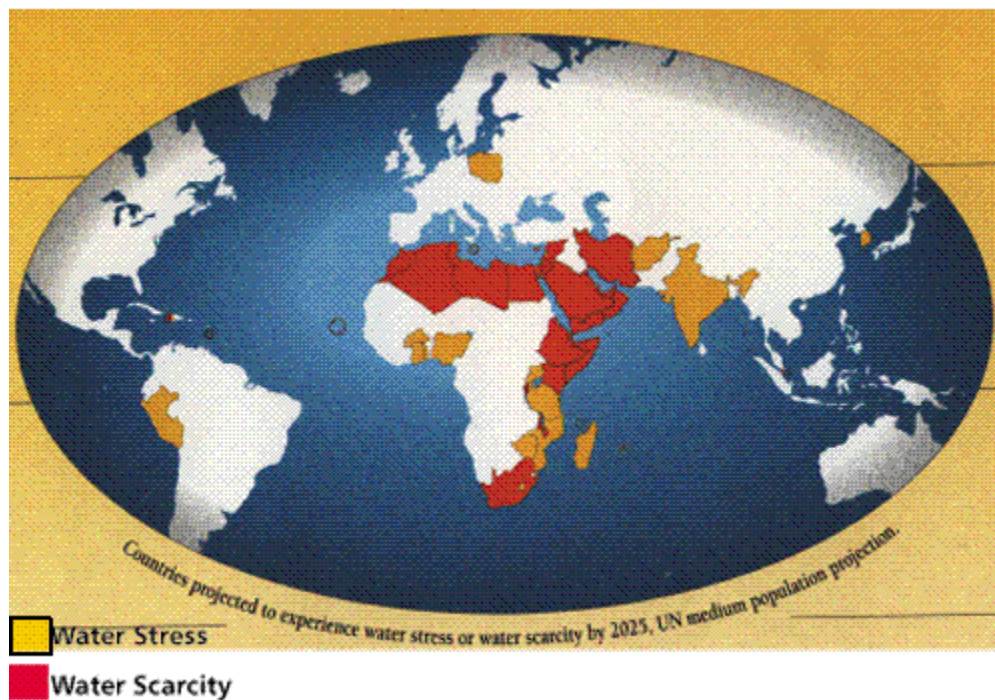 Countries projected to experience water stress or water scarcity by 2025, UN medium population projection.
Water Stress
Water Scarcity